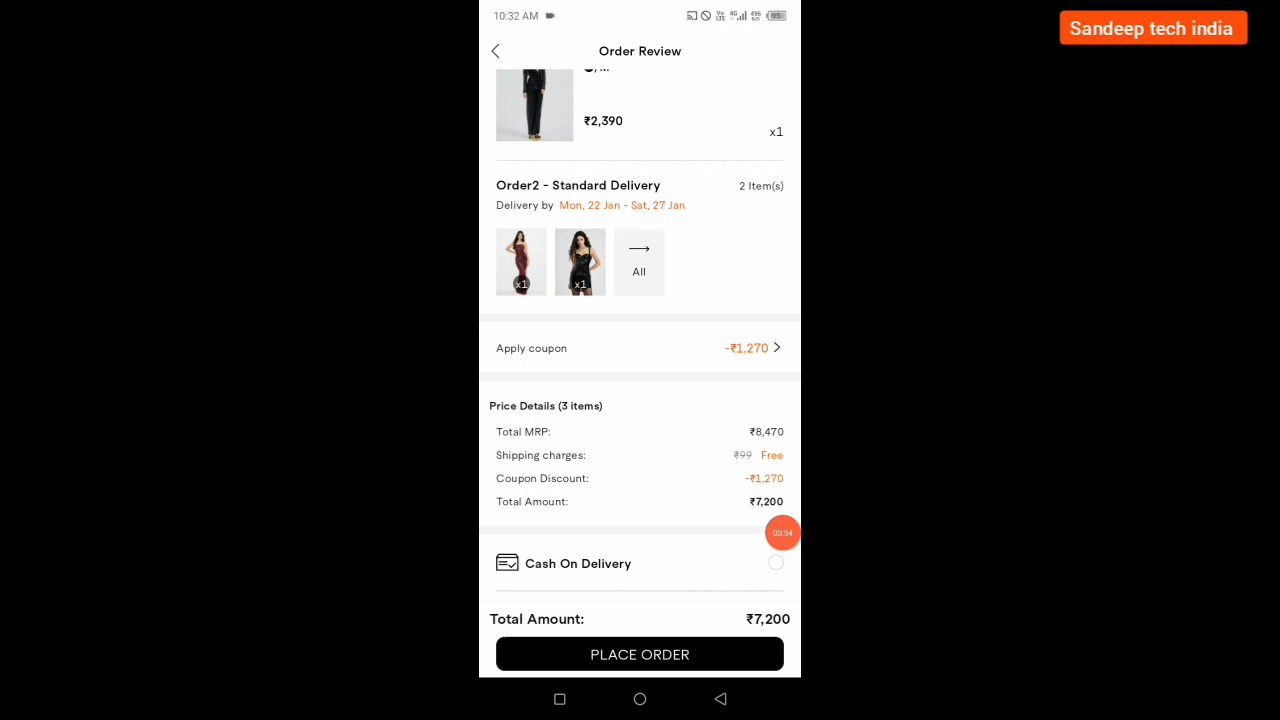 10:32 AM
Sandeep tech india
Order Review
₹2,390
x1
Order2 - Standard Delivery
2 Item(s)
Delivery by Mon, 22 Jan - Sat, 27 Jan
x1
x1
All
Apply coupon
-₹1,270
Price Details (3 items)
Total MRP:
₹8,470
Shipping charges:
₹99 Free
Coupon Discount:
-₹1,270
Total Amount:
₹7,200
03:54
Cash On Delivery
Total Amount:
₹7,200
PLACE ORDER